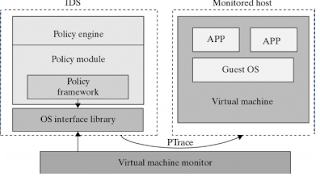 IDS
Policy engine
Policy module
Policy
framework
OS interface library
Monitored host
APP
APP
Guest OS
Virtual machine
PTrace
Virtual machine monitor